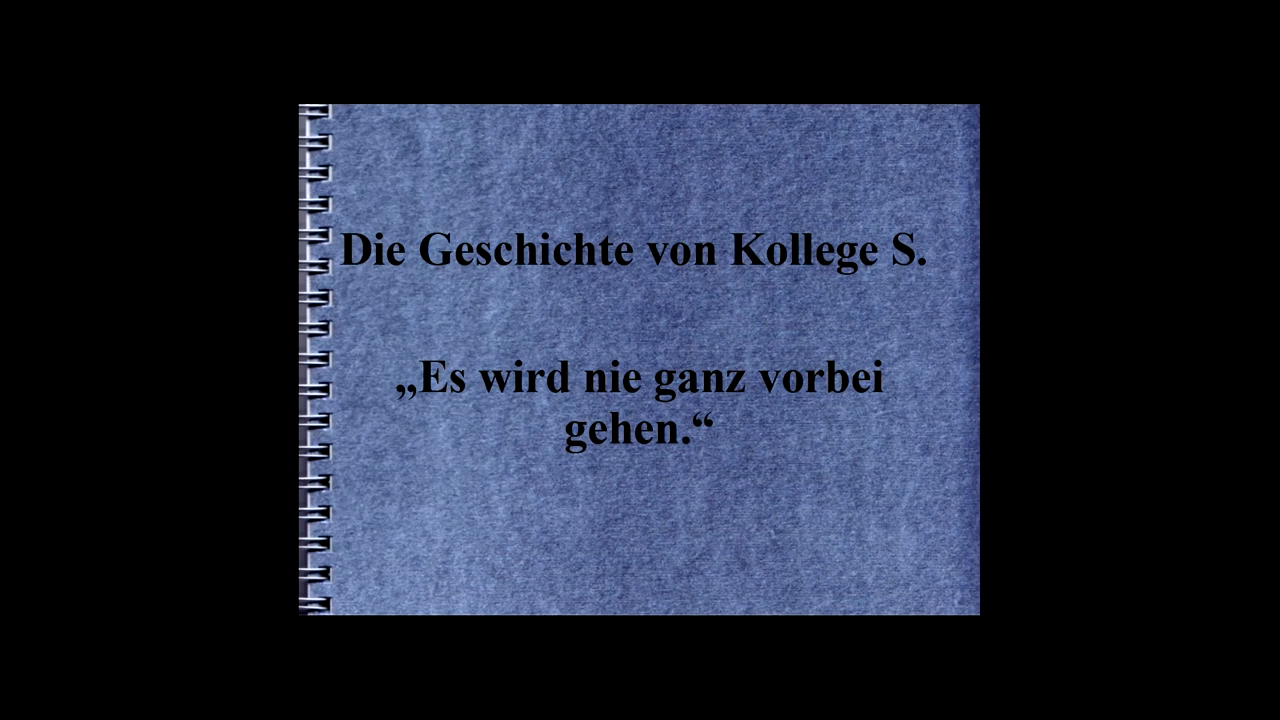 Die Geschichte von Kollege S.
„Es wird nie ganz vorbei
gehen.“